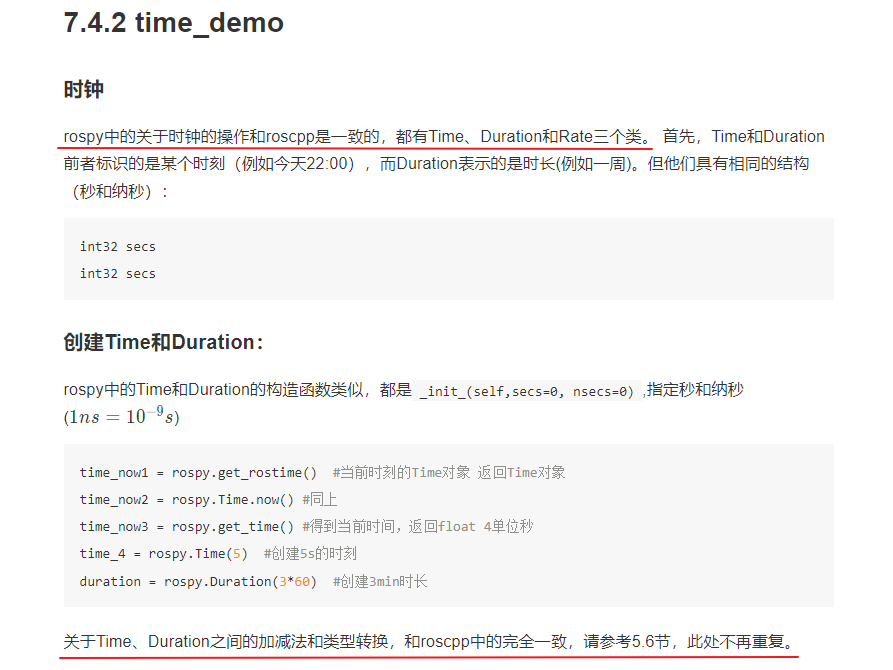 7.4.2 time_demo
时钟
rospy中的关于时钟的操作和roscpp是一致的，都有Time、Duration和Rate三个类。 首先，Time和Duration
前者标识的是某个时刻（例如今天22:00），而Duration表示的是时长(例如一周)。但他们具有相同的结构
（秒和纳秒）：
int32 secs
int32 secs
创建Time和Duration：
rospy中的Time和Duration的构造函数类似，都是 _init_(self,secs=0, nsecs=0) ,指定秒和纳秒
(1ns = 10⁻⁹s)
time_now1 = rospy.get_rostime()  #当前时刻的Time对象 返回Time对象
time_now2 = rospy.Time.now() #同上
time_now3 = rospy.get_time() #得到当前时间，返回float 4单位秒
time_4 = rospy.Time(5)  #创建5s的时刻
duration = rospy.Duration(3*60)  #创建3min时长
关于Time、Duration之间的加减法和类型转换，和roscpp中的完全一致，请参考5.6节，此处不再重复。